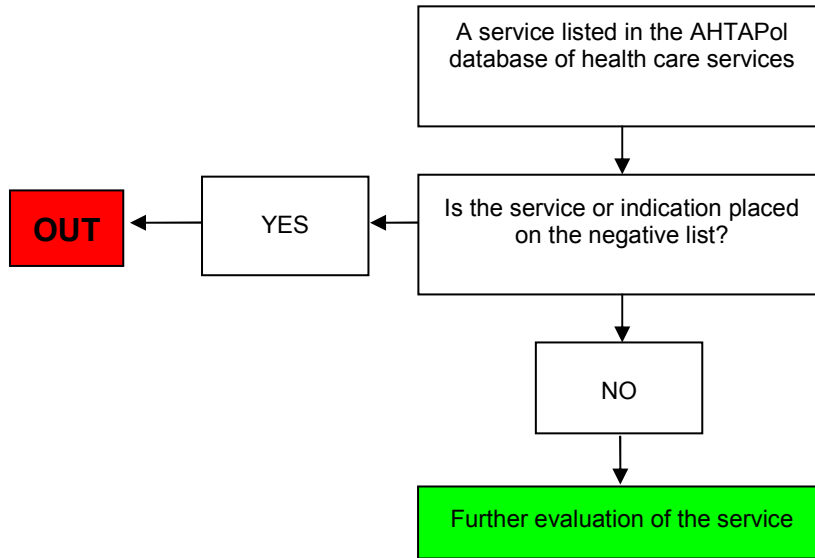 A service listed in the AHTAPol
database of health care services
Is the service or indication placed
on the negative list?
YES
OUT
NO
Further evaluation of the service